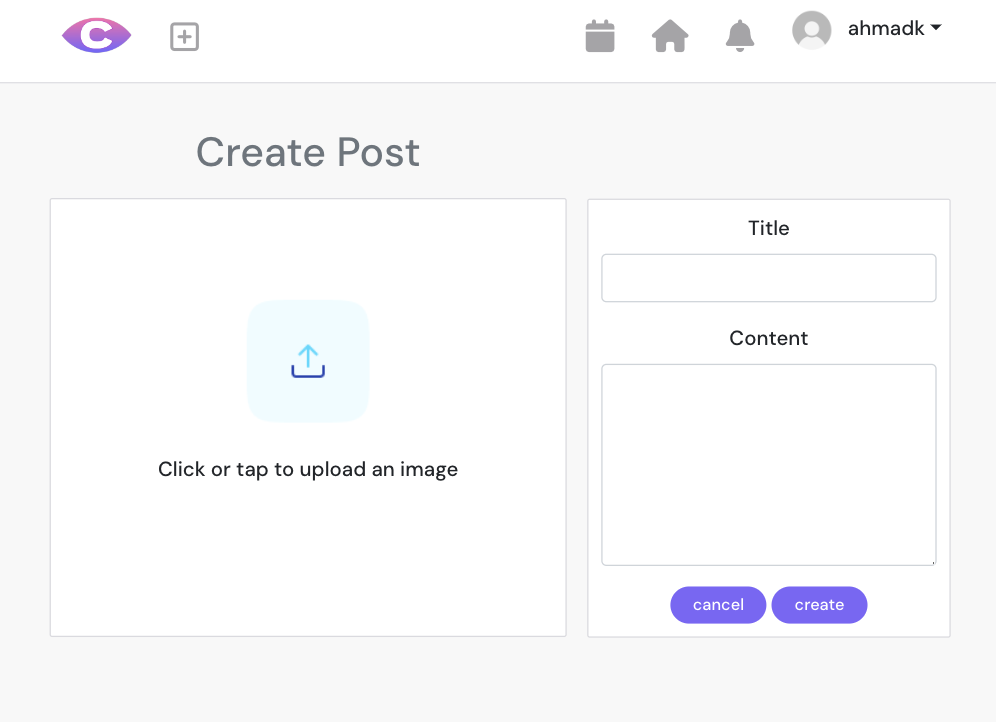 C
ahmadk
Create Post
Click or tap to upload an image
Title
Content
cancel
create